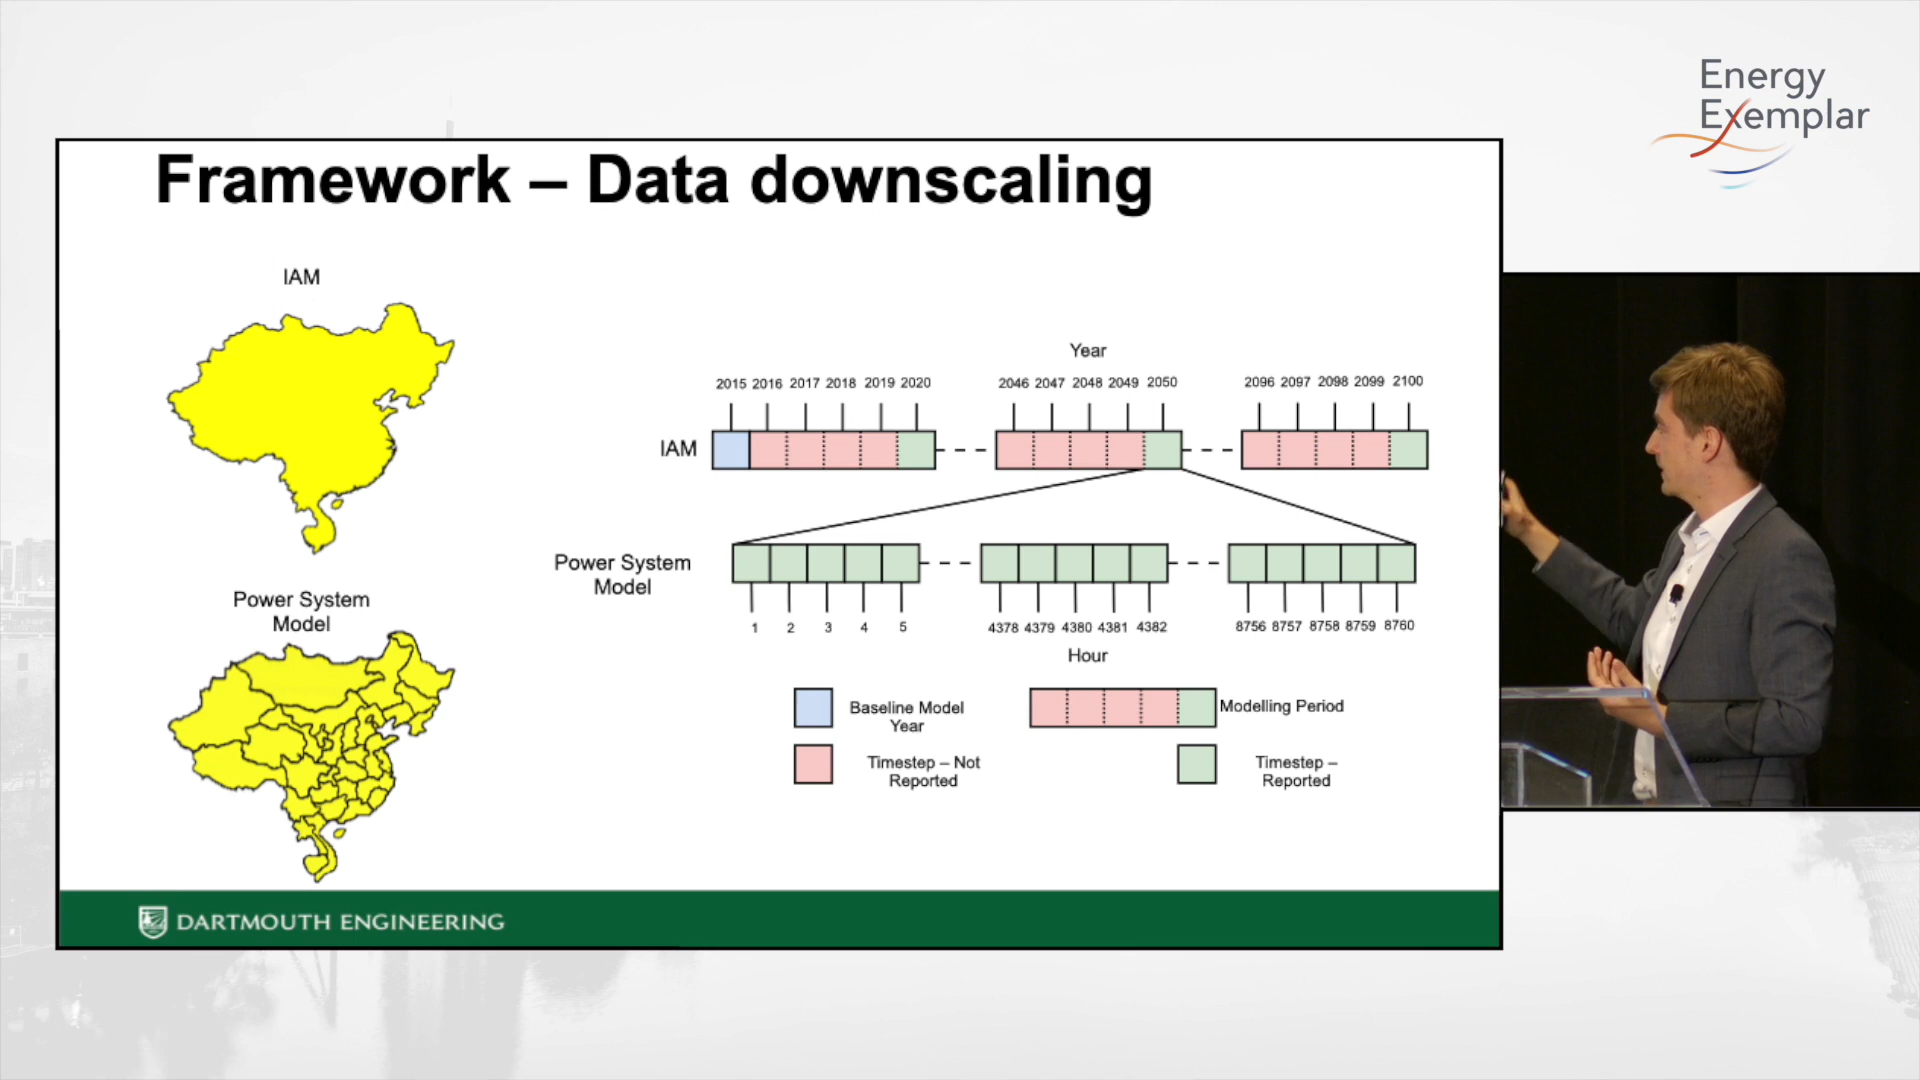 Energy
Exemplar
Framework – Data downscaling
IAM
Power System
Model
Year
2015 2016 2017 2018 2019 2020
2046 2047 2048 2049 2050
2096 2097 2098 2099 2100
IAM
Power System
Model
1 2 3 4 5
4378 4379 4380 4381 4382
8756 8757 8758 8759 8760
Hour
Baseline Model
Year
Modelling Period
Timestep – Not
Reported
Timestep –
Reported
DARTMOUTH ENGINEERING